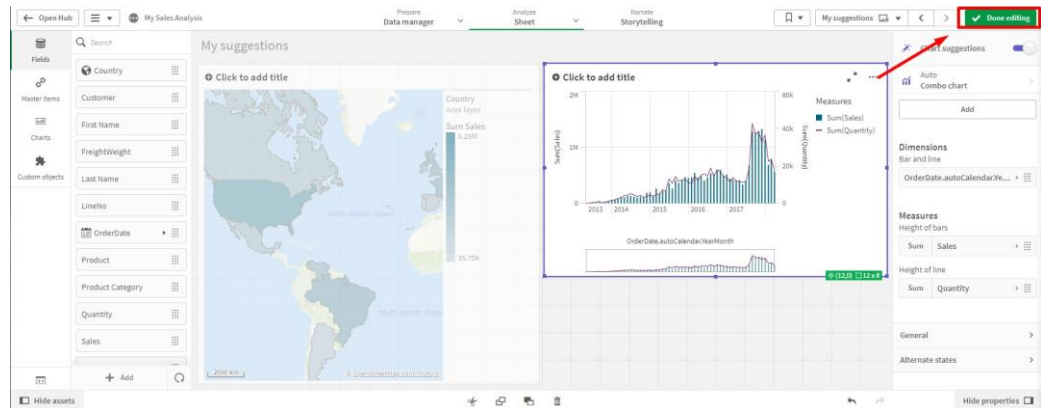 Open Hub
My Sales Analysis
Prepare
Data manager
Analyze
Sheet
Narrate
Storytelling
My suggestions
Done editing
Fields
Master items
Charts
Custom objects
Search
Country
Customer
First Name
FreightWeight
Last Name
LineNo
OrderDate
Product
Product Category
Quantity
Sales
Add
My suggestions
Click to add title
Country
Area layer
Sum Sales
5.23M
35.75k
South Atlantic Ocean
2000 km
© OpenStreetMap contributors
Click to add title
2M
1M
0
Sum(Sales)
60k
40k
20k
0
Sum(Quantity)
2013 2014 2015 2016 2017
OrderDate.autoCalendar.YearMonth
Measures
Sum(Sales)
Sum(Quantity)
(12,0) 12 x 8
Chart suggestions
Auto
Combo chart
Add
Dimensions
Bar and line
OrderDate.autoCalendar.Ye...
Measures
Height of bars
Sum Sales
Height of line
Sum Quantity
General
Alternate states
Hide assets
Hide properties